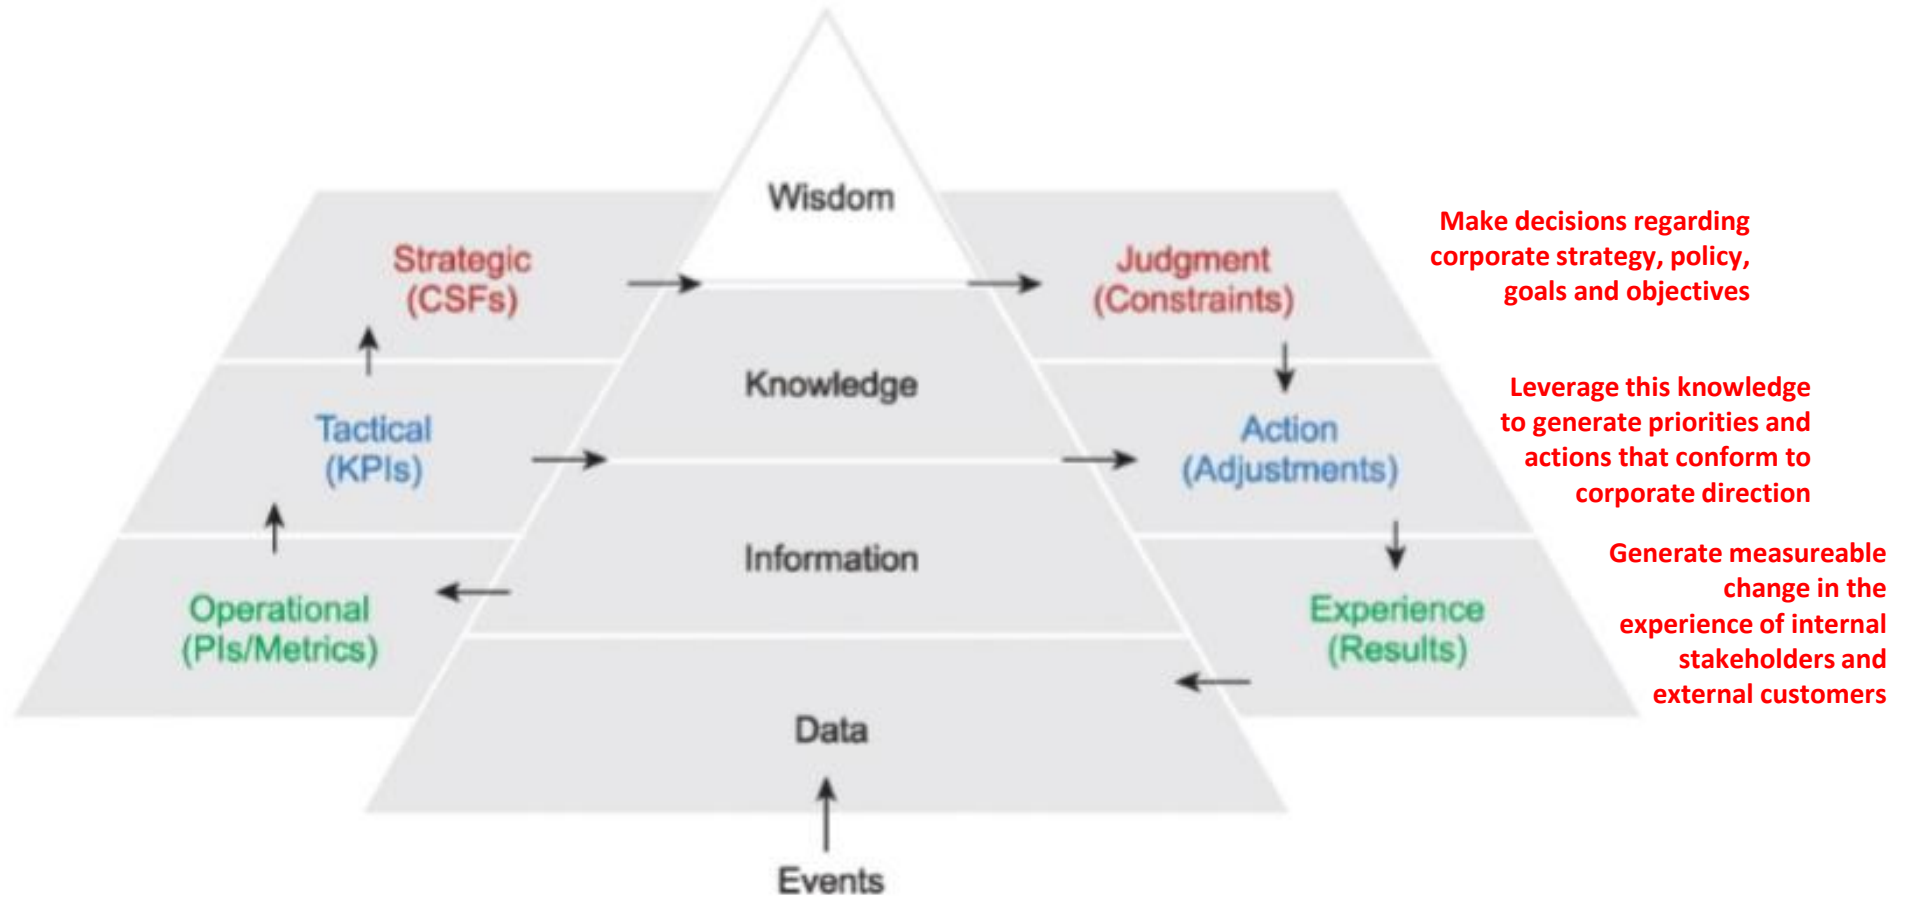 Wisdom
Strategic
(CSFs)
Judgment
(Constraints)
Make decisions regarding
corporate strategy, policy,
goals and objectives
Knowledge
Tactical
(KPIs)
Action
(Adjustments)
Leverage this knowledge
to generate priorities and
actions that conform to
corporate direction
Information
Operational
(PIs/Metrics)
Experience
(Results)
Generate measureable
change in the
experience of internal
stakeholders and
external customers
Data
Events